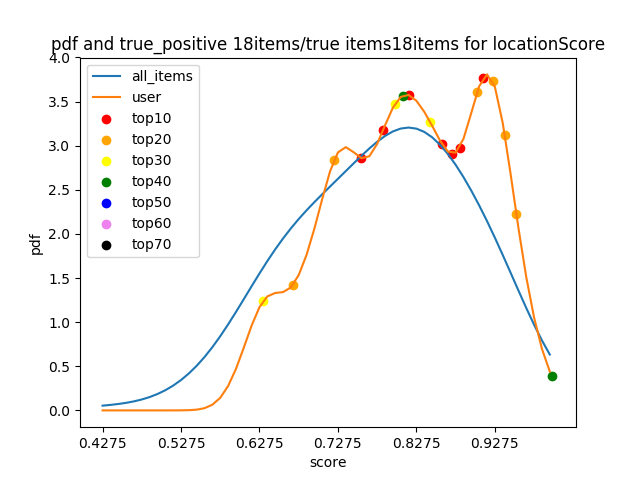 pdf and true_positive 18items/true items18items for locationScore
4.0
3.5
3.0
2.5
2.0
1.5
1.0
0.5
0.0
pdf
all_items
user
top10
top20
top30
top40
top50
top60
top70
0.4275 0.5275 0.6275 0.7275 0.8275 0.9275
score